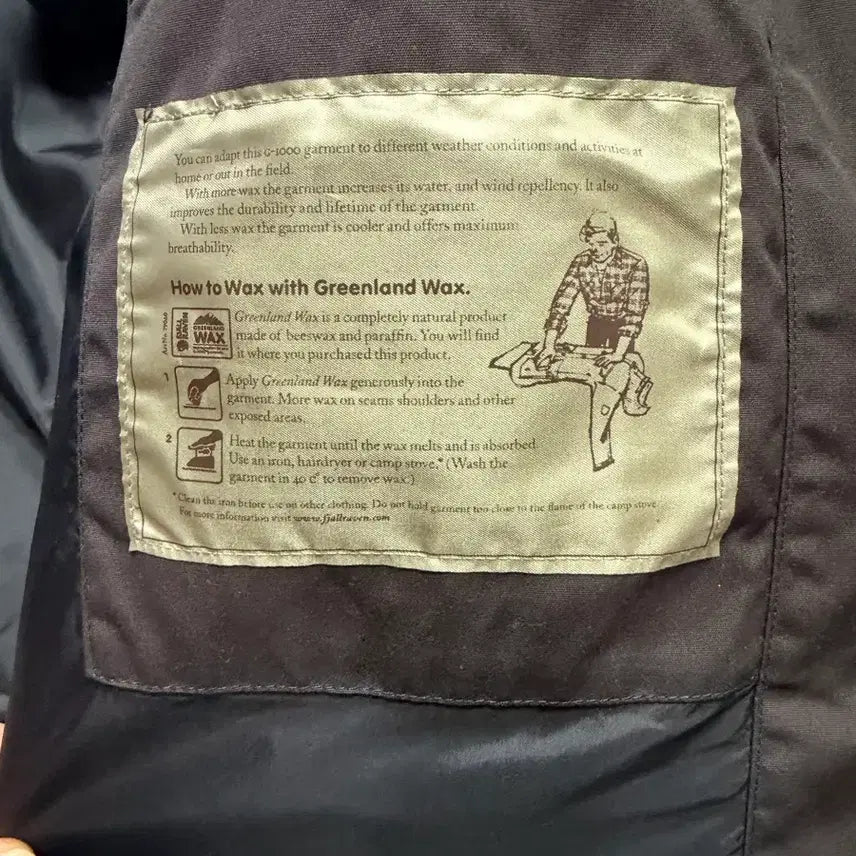 You can adapt this G-1000 garment to different weather conditions and activities at
home or out in the field.
With more wax the garment increases its water, and wind repellency. It also
improves the durability and lifetime of the garment
With less wax the garment is cooler and offers maximum
breathability.
How to Wax with Greenland Wax.
FJÄLL RÄVEN
GREENLAND
WAX
Greenland Wax is a completely natural product
made of beeswax and paraffin. You will find
it where you purchased this product.
1
Apply Greenland Wax generously into the
garment. More wax on seams shoulders and other
exposed areas.
2
Heat the garment until the wax melts and is absorbed.
Use an iron, hairdryer or camp stove.* (Wash the
garment in 40 c° to remove wax.)
* Clean the iron before use on other clothing. Do not hold garment too close to the flame of the camp stove.
For more information visit www.fjallraven.com